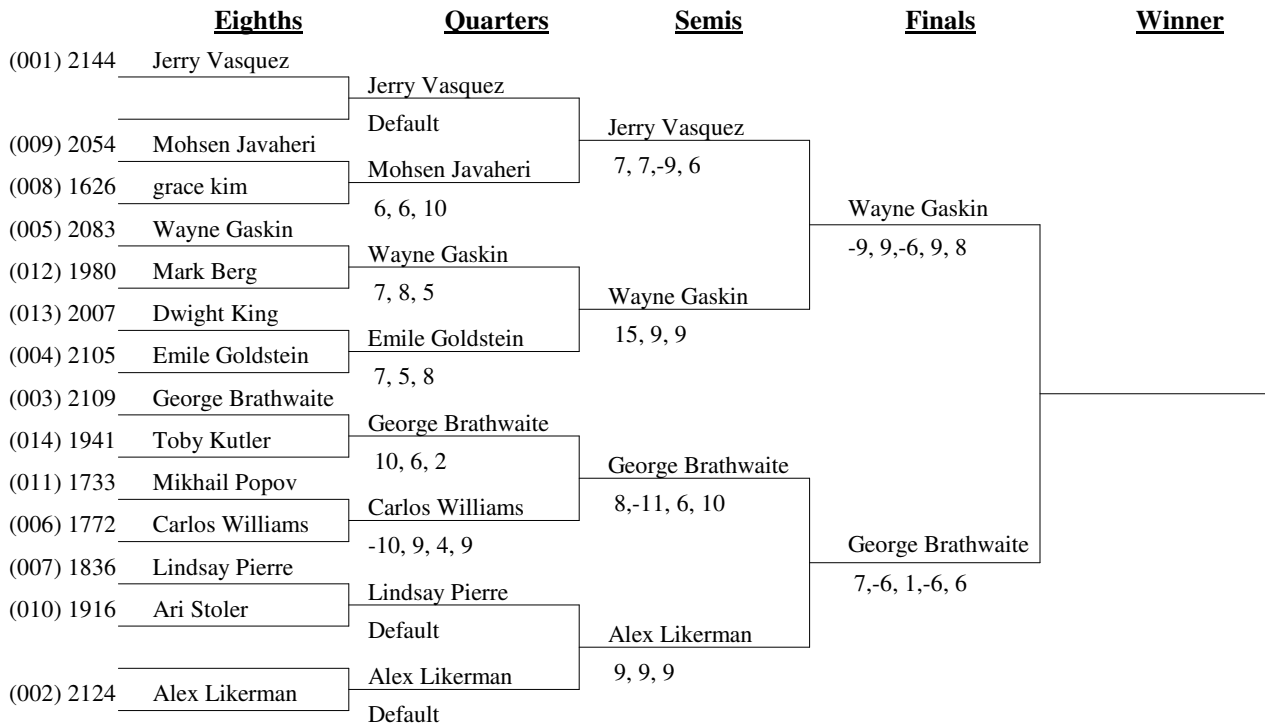 Eighths Quarters Semis Finals Winner
(001) 2144 Jerry Vasquez
Jerry Vasquez
Default
Jerry Vasquez
(009) 2054 Mohsen Javaheri
7, 7,-9, 6
Mohsen Javaheri
(008) 1626 grace kim
6, 6, 10
Wayne Gaskin
(005) 2083 Wayne Gaskin
-9, 9,-6, 9, 8
Wayne Gaskin
(012) 1980 Mark Berg
7, 8, 5
Wayne Gaskin
(013) 2007 Dwight King
15, 9, 9
Emile Goldstein
(004) 2105 Emile Goldstein
7, 5, 8
(003) 2109 George Brathwaite
George Brathwaite
(014) 1941 Toby Kutler
10, 6, 2
George Brathwaite
(011) 1733 Mikhail Popov
8,-11, 6, 10
Carlos Williams
(006) 1772 Carlos Williams
-10, 9, 4, 9
George Brathwaite
(007) 1836 Lindsay Pierre
7,-6, 1,-6, 6
Lindsay Pierre
(010) 1916 Ari Stoler
Default
Alex Likerman
9, 9, 9
Alex Likerman
(002) 2124 Alex Likerman
Default